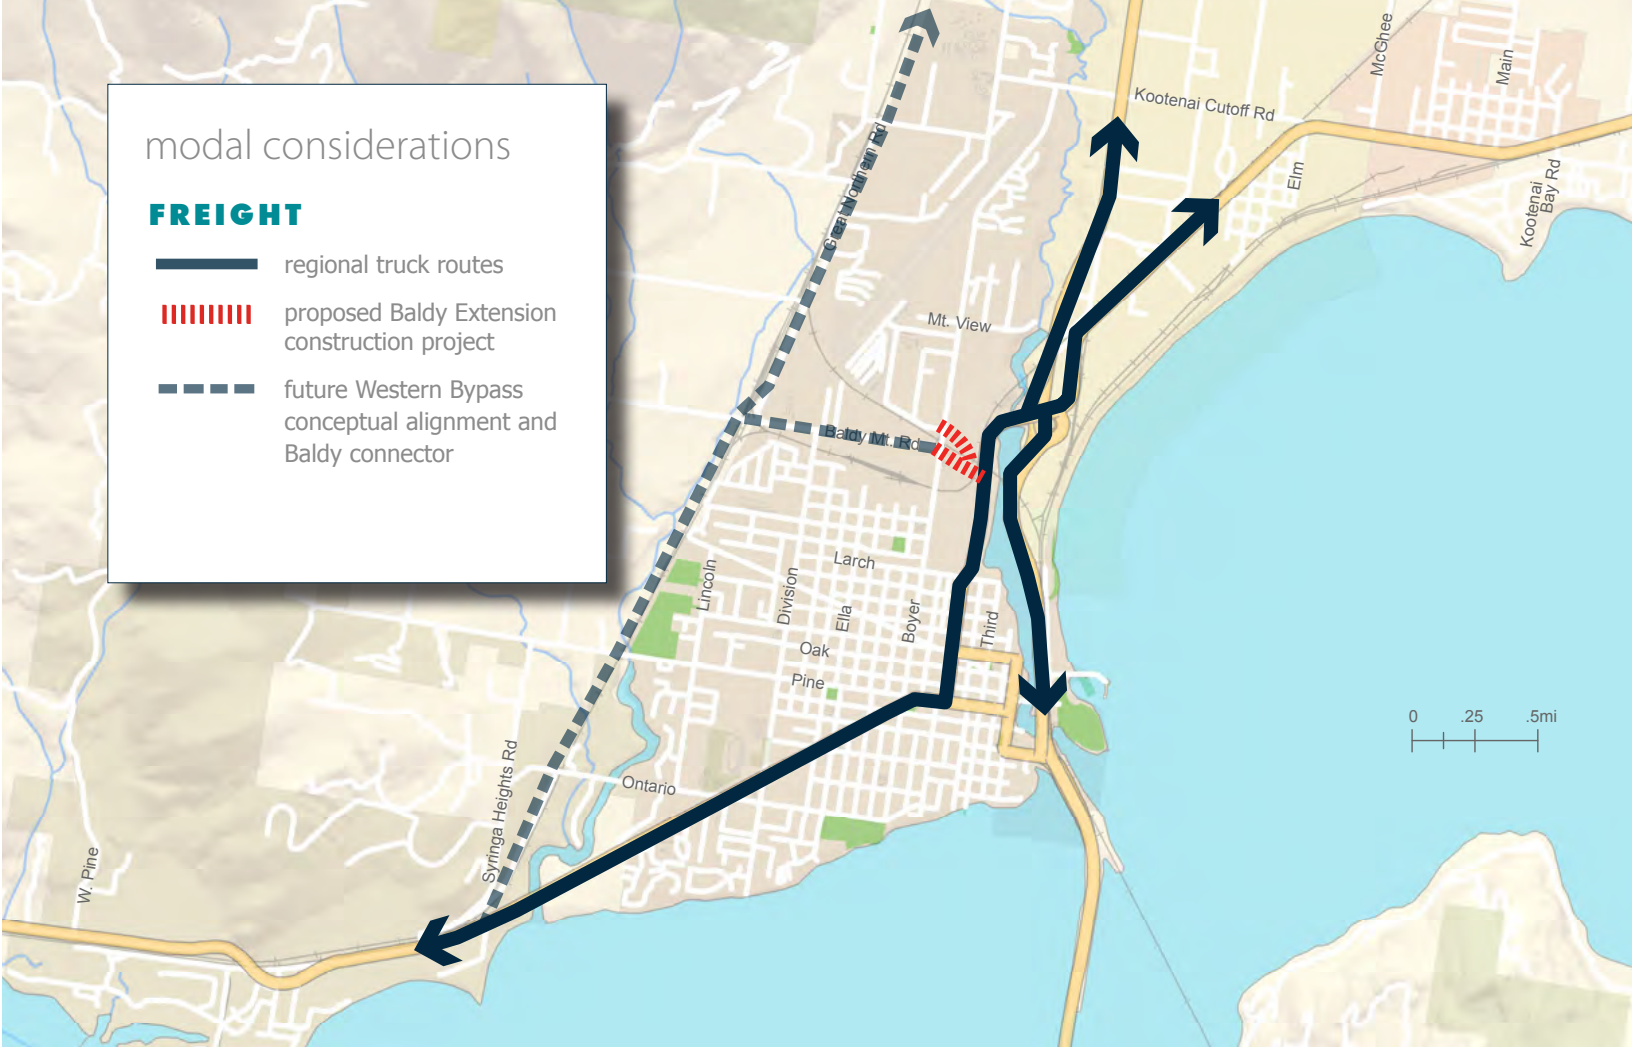 modal considerations
FREIGHT
regional truck routes
proposed Baldy Extension
construction project
future Western Bypass
conceptual alignment and
Baldy connector
McGhee
Main
Kootenai Cutoff Rd
Great Northern Rd
Elm
Kootenai
Bay Rd
Mt. View
Baldy Mt. Rd
Larch
Lincoln
Division
Ella
Boyer
Third
Oak
Pine
0 .25 .5mi
Syringa Heights Rd
Ontario
W. Pine